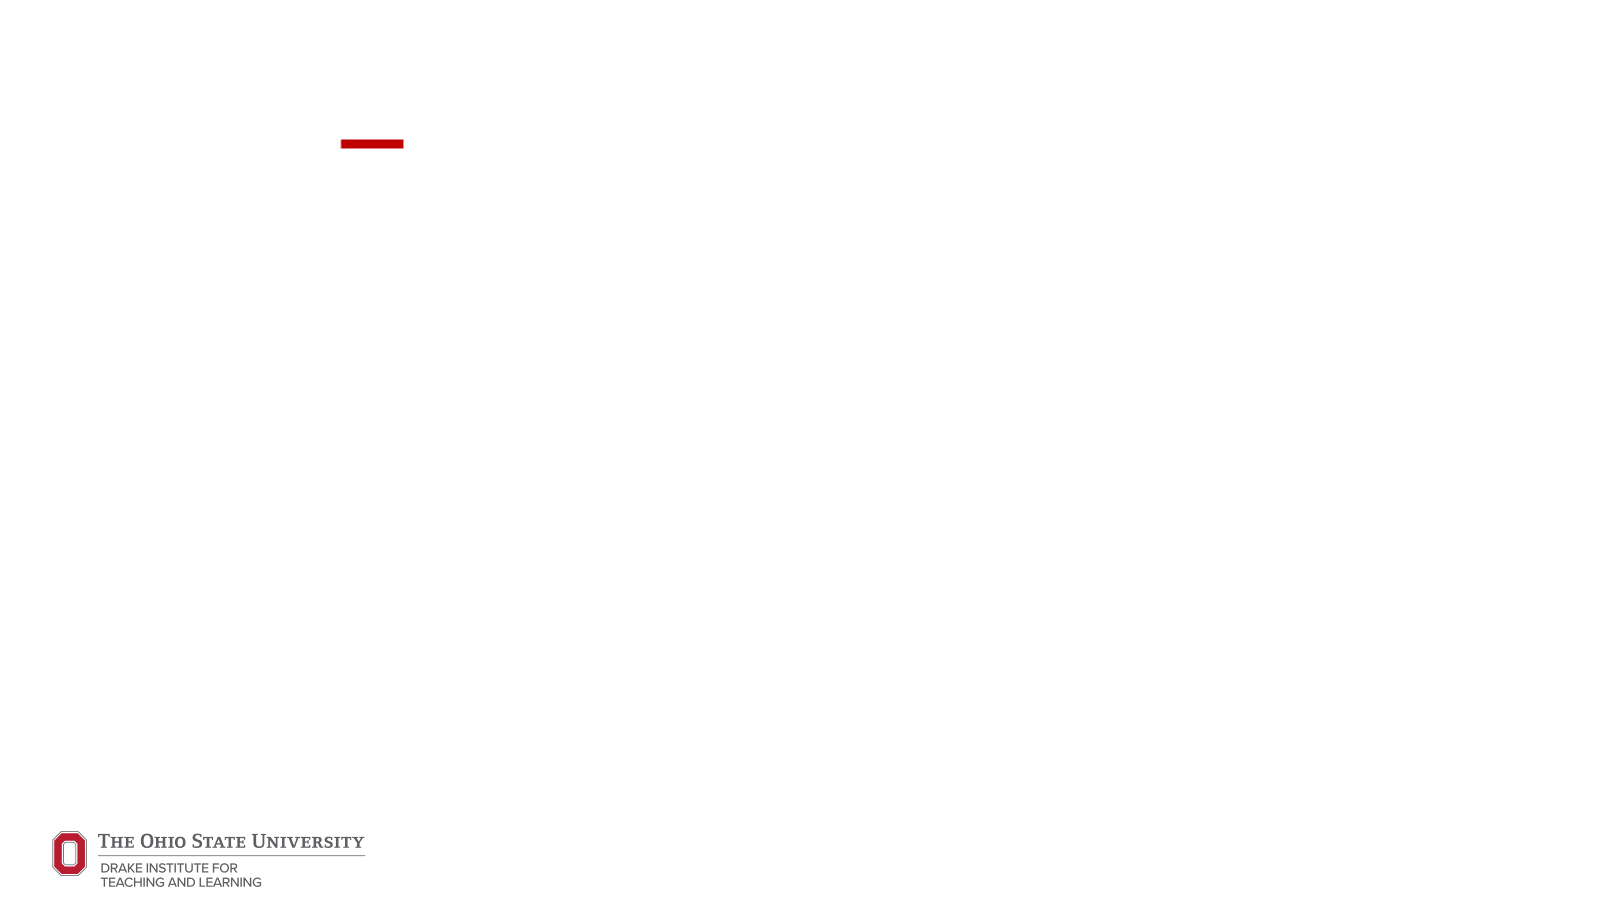 THE OHIO STATE UNIVERSITY
DRAKE INSTITUTE FOR
TEACHING AND LEARNING